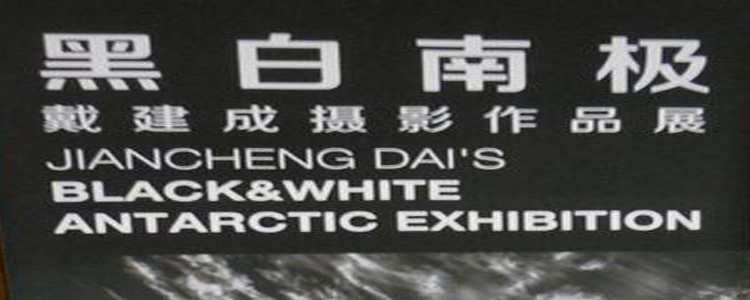 黑白南极
戴建成摄影作品展
JIANCHENG DAI'S
BLACK&WHITE
ANTARCTIC EXHIBITION